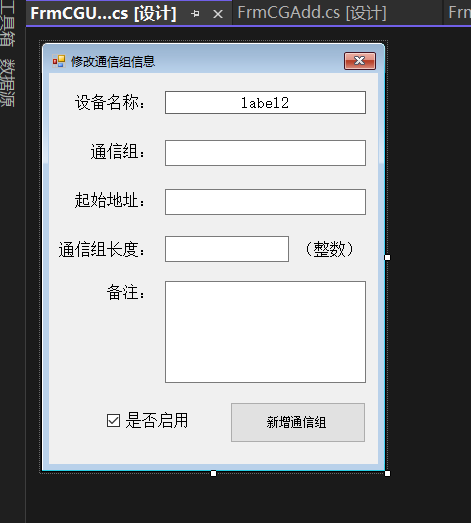 FrmCGU...cs [设计]
FrmCGAdd.cs [设计]
Frn
工具箱
数据源
修改通信组信息
设备名称：
label2
通信组：
起始地址：
通信组长度：
（整数）
备注：
是否启用
新增通信组